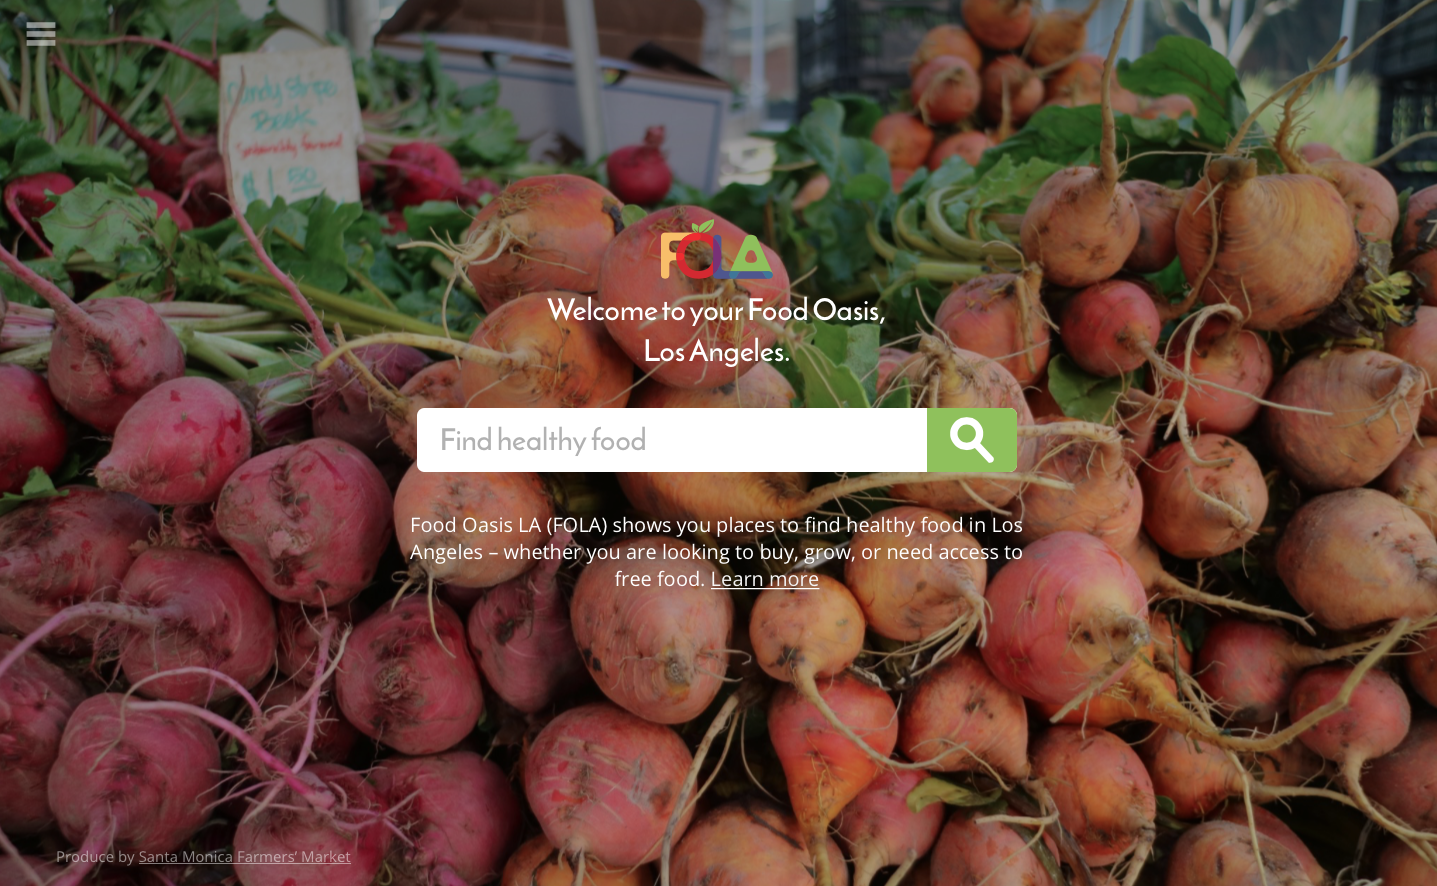 Candy Stripe
Beets
Sustainably farmed
$1.50
FOLA
Welcome to your Food Oasis,
Los Angeles.
Find healthy food
Food Oasis LA (FOLA) shows you places to find healthy food in Los
Angeles – whether you are looking to buy, grow, or need access to
free food. Learn more
Produce by Santa Monica Farmers’ Market